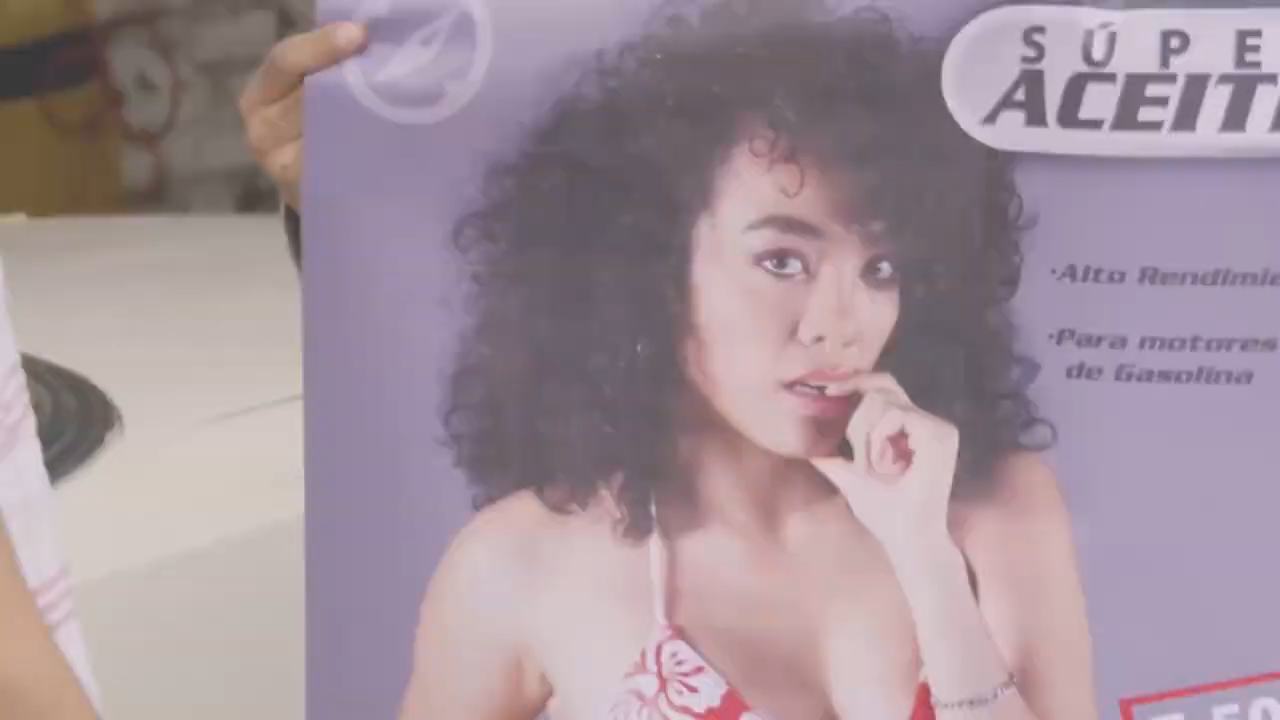 SÚPE
ACEIT
·Alto Rendimie
·Para motores
de Gasolina